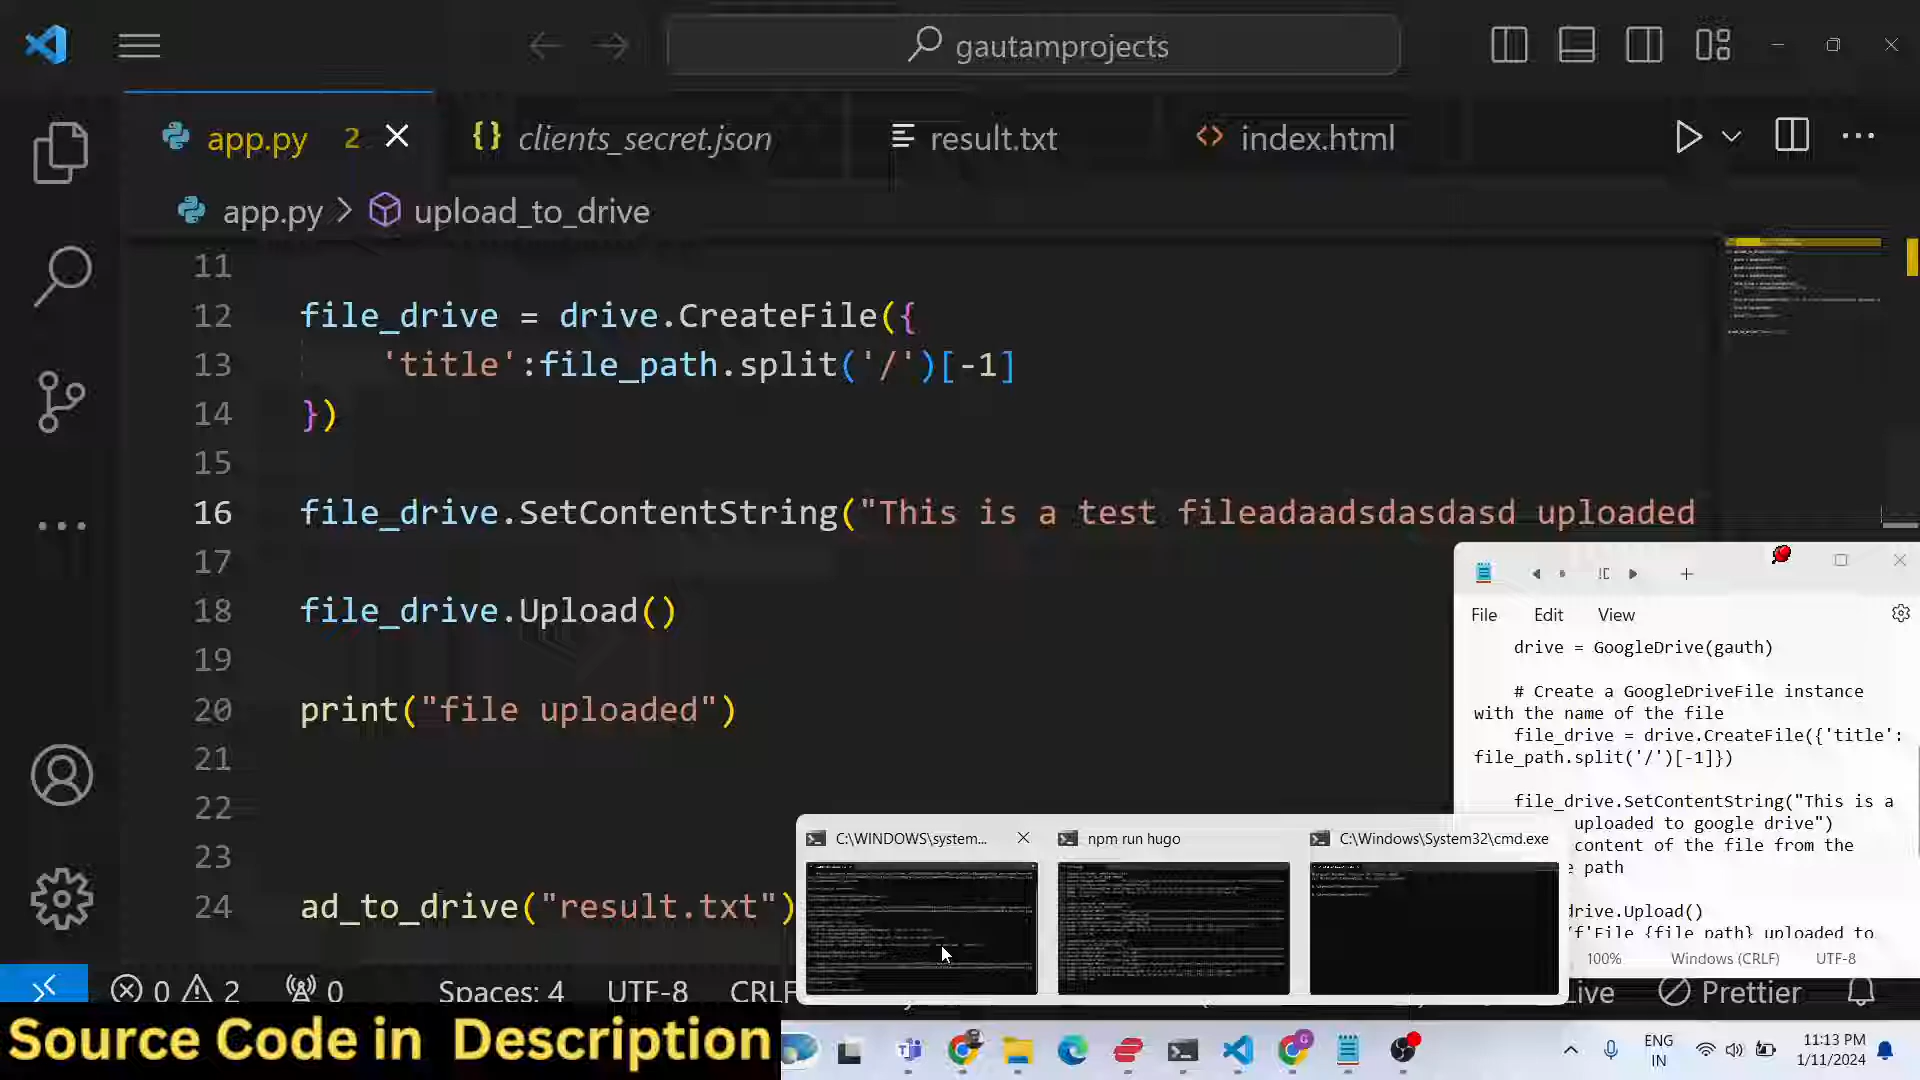 gautamprojects
app.py 2 clients_secret.json result.txt index.html
app.py > upload_to_drive
11
12 file_drive = drive.CreateFile({
13 'title':file_path.split('/')[-1]
14 })
15
16 file_drive.SetContentString("This is a test fileadaadsdasdasd uploaded
17
18 file_drive.Upload()
19
20 print("file uploaded")
21
22
23
24 ad_to_drive("result.txt")
File Edit View
drive = GoogleDrive(gauth)
# Create a GoogleDriveFile instance
with the name of the file
file_drive = drive.CreateFile({'title':
file_path.split('/')[-1]})
file_drive.SetContentString("This is a
uploaded to google drive")
content of the file from the
e path
drive.Upload()
(f'File {file_path} uploaded to
100% Windows (CRLF) UTF-8
C:\WINDOWS\system... npm run hugo C:\Windows\System32\cmd.exe
0 2 0 Spaces: 4 UTF-8 CRLF Live Prettier
Source Code in Description
ENG
IN
11:13 PM
1/11/2024